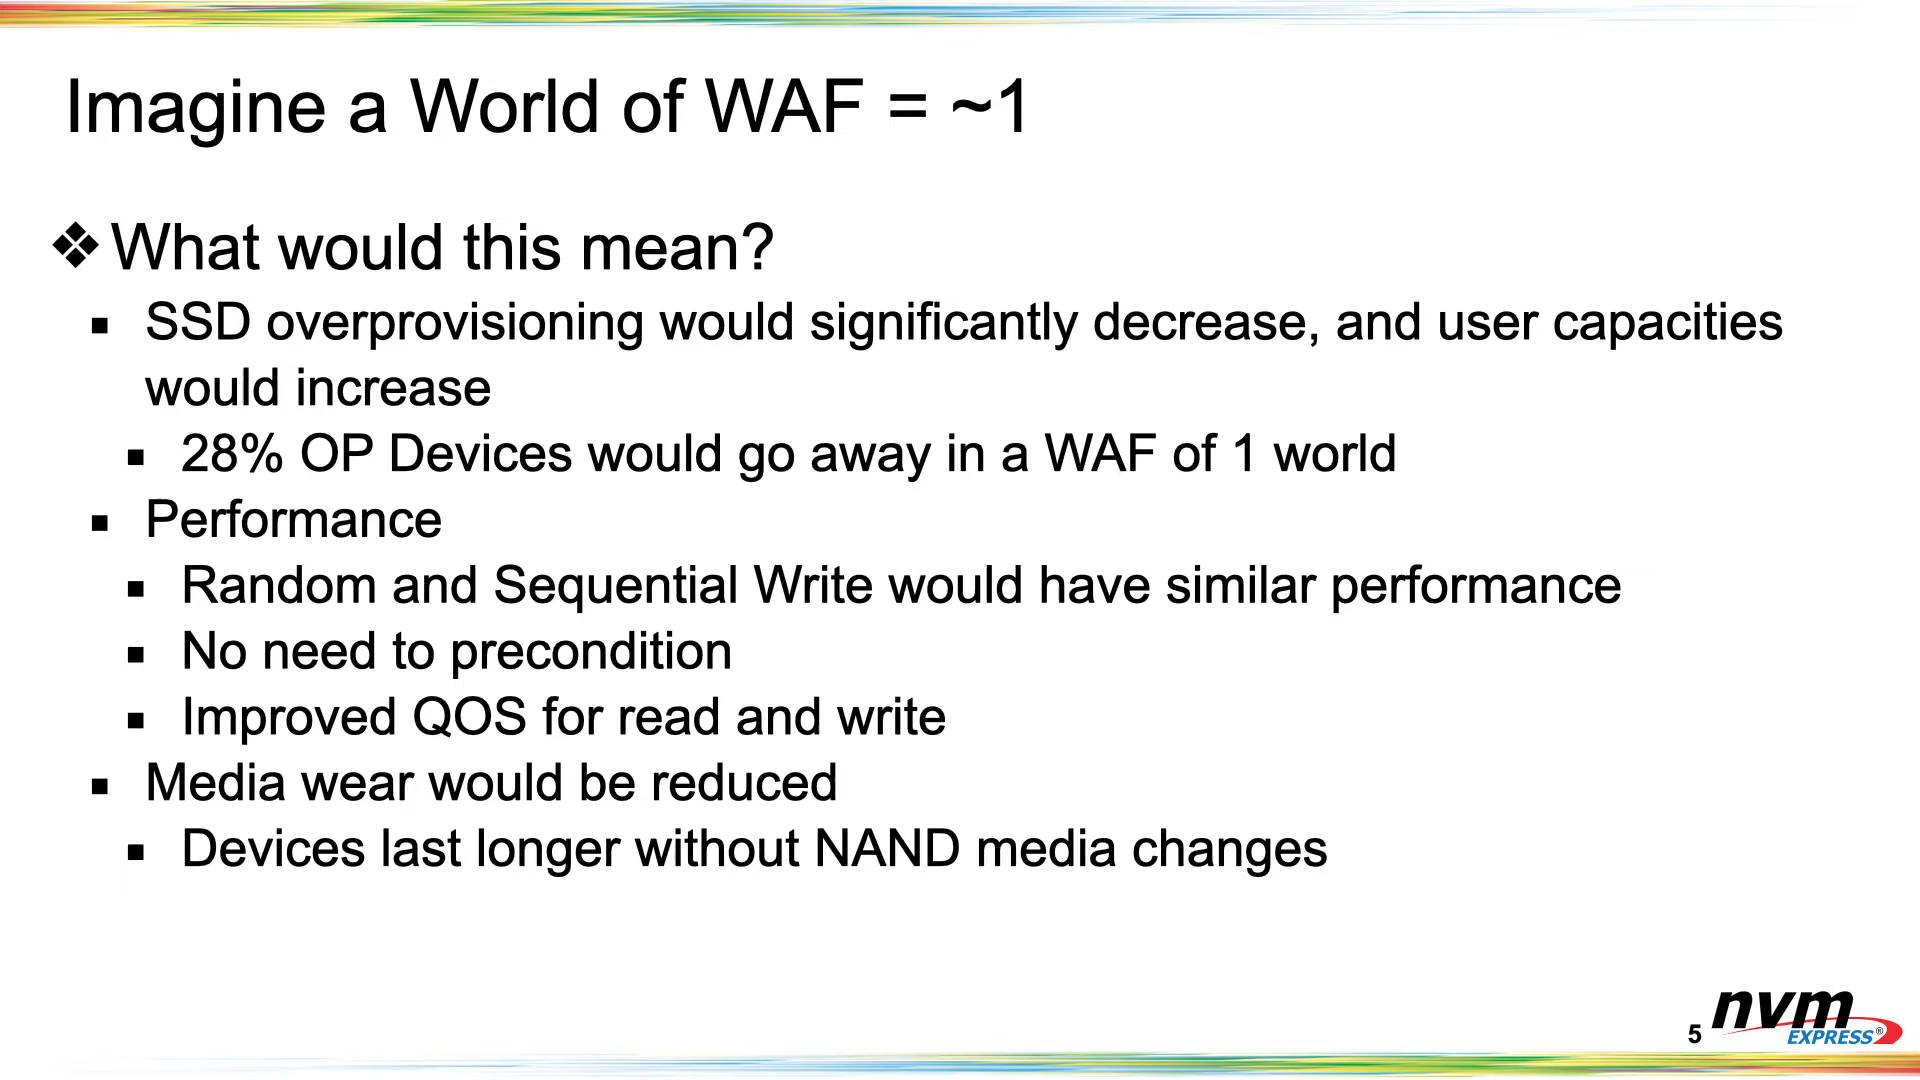 Imagine a World of WAF = ~1
❖ What would this mean?
▪ SSD overprovisioning would significantly decrease, and user capacities
would increase
▪ 28% OP Devices would go away in a WAF of 1 world
▪ Performance
▪ Random and Sequential Write would have similar performance
▪ No need to precondition
▪ Improved QOS for read and write
▪ Media wear would be reduced
▪ Devices last longer without NAND media changes
5
nvm
EXPRESS®